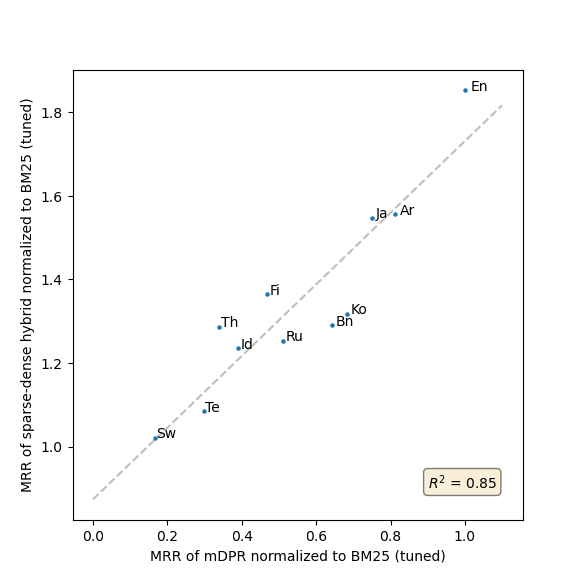 MRR of sparse-dense hybrid normalized to BM25 (tuned)
1.8
1.6
1.4
1.2
1.0
En
Ja
Ar
Fi
Ko
Th
Bn
Ru
Id
Te
Sw
R² = 0.85
0.0 0.2 0.4 0.6 0.8 1.0
MRR of mDPR normalized to BM25 (tuned)